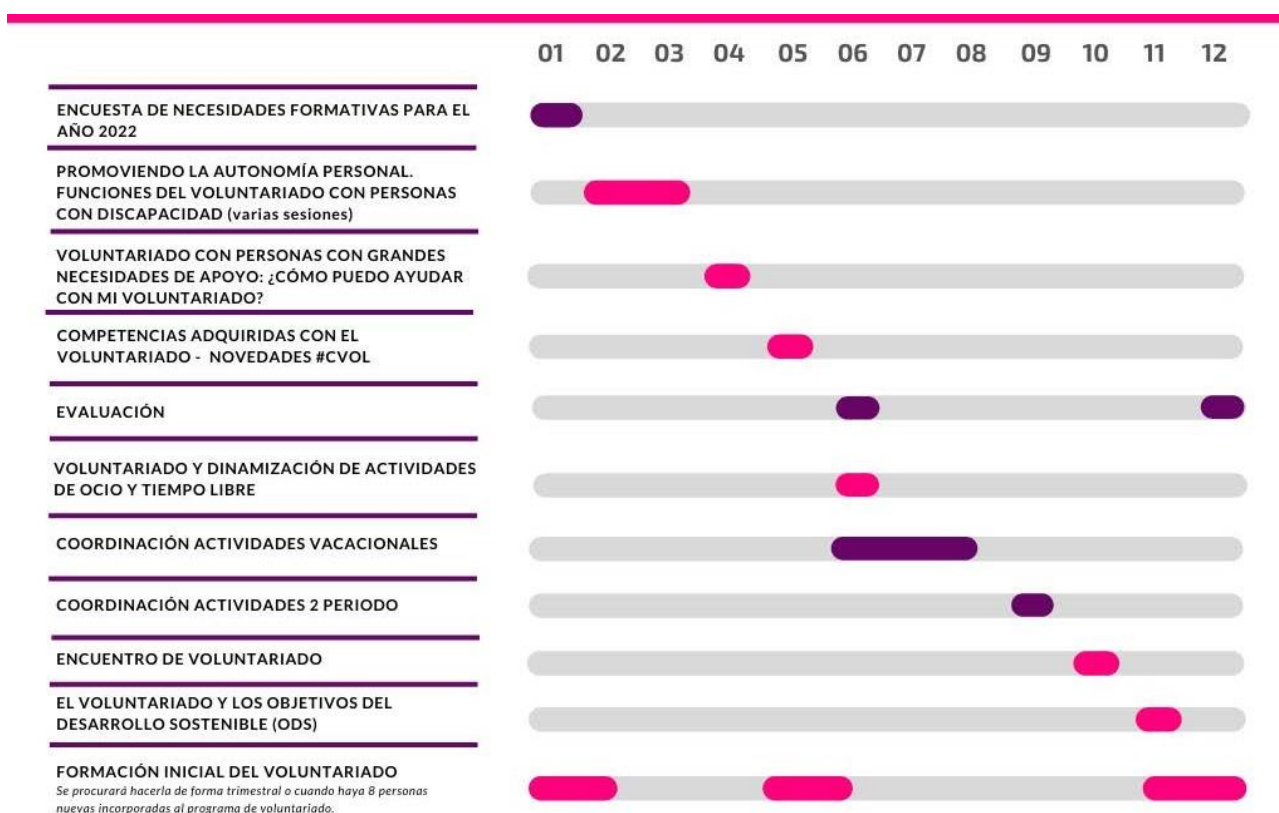 01 02 03 04 05 06 07 08 09 10 11 12
ENCUESTA DE NECESIDADES FORMATIVAS PARA EL
AÑO 2022
PROMOVIENDO LA AUTONOMÍA PERSONAL.
FUNCIONES DEL VOLUNTARIADO CON PERSONAS
CON DISCAPACIDAD (varias sesiones)
VOLUNTARIADO CON PERSONAS CON GRANDES
NECESIDADES DE APOYO: ¿CÓMO PUEDO AYUDAR
CON MI VOLUNTARIADO?
COMPETENCIAS ADQUIRIDAS CON EL
VOLUNTARIADO - NOVEDADES #CVOL
EVALUACIÓN
VOLUNTARIADO Y DINAMIZACIÓN DE ACTIVIDADES
DE OCIO Y TIEMPO LIBRE
COORDINACIÓN ACTIVIDADES VACACIONALES
COORDINACIÓN ACTIVIDADES 2 PERIODO
ENCUENTRO DE VOLUNTARIADO
EL VOLUNTARIADO Y LOS OBJETIVOS DEL
DESARROLLO SOSTENIBLE (ODS)
FORMACIÓN INICIAL DEL VOLUNTARIADO
Se procurará hacerla de forma trimestral o cuando haya 8 personas
nuevas incorporadas al programa de voluntariado.